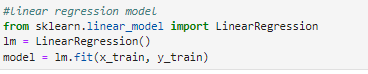 #linear regression model
from sklearn.linear_model import LinearRegression
lm = LinearRegression()
model = lm.fit(x_train, y_train)